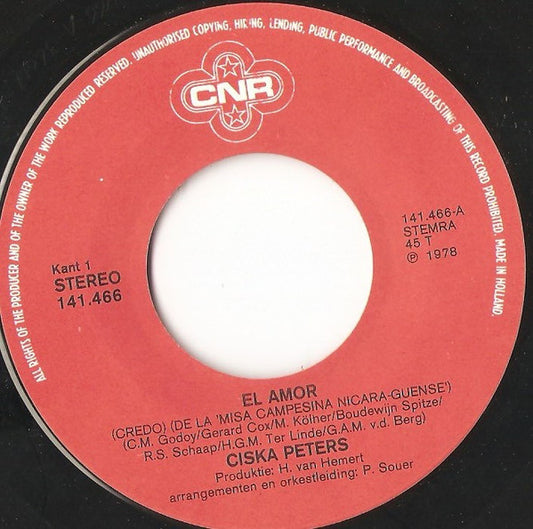 ALL RIGHTS OF THE PRODUCER AND OF THE OWNER OF THE WORK REPRODUCED RESERVED. UNAUTHORISED COPYING, HIRING, LENDING, PUBLIC PERFORMANCE AND BROADCASTING OF THIS RECORD PROHIBITED. MADE IN HOLLAND.
CNR
Kant 1
STEREO
141.466
141.466-A
STEMRA
45 T
℗ 1978
EL AMOR
(CREDO) (DE LA 'MISA CAMPESINA NICARA-GUENSE')
(C.M. Godoy/Gerard Cox/M. Kölner/Boudewijn Spitze/
R.S. Schaap/H.G.M. Ter Linde/G.A.M. v.d. Berg)
CISKA PETERS
Produktie: H. van Hemert
arrangementen en orkestleiding: P. Souer